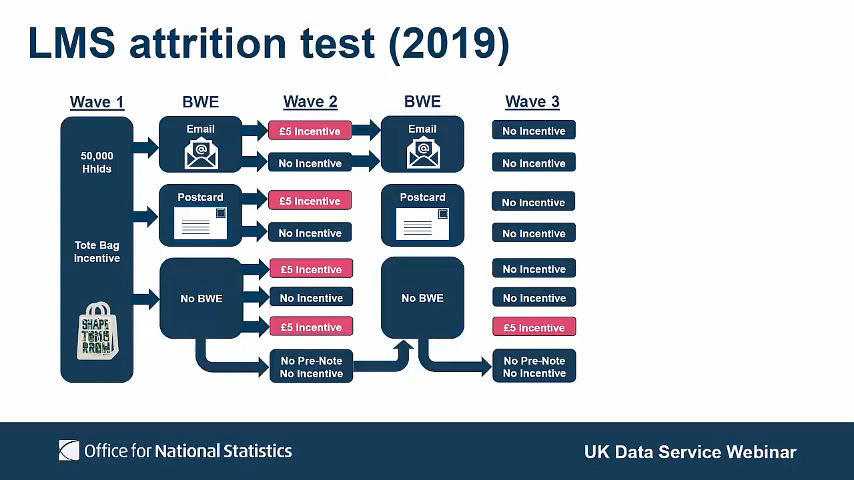 LMS attrition test (2019)
Wave 1
BWE
Wave 2
BWE
Wave 3
50,000
Hhlds
Tote Bag
Incentive
SHAPE
TOMO
RROW
Email
@
£5 Incentive
No Incentive
Email
@
No Incentive
No Incentive
Postcard
£5 Incentive
No Incentive
Postcard
No Incentive
No Incentive
No BWE
£5 Incentive
No Incentive
£5 Incentive
No Pre-Note
No Incentive
No BWE
No Incentive
No Incentive
£5 Incentive
No Pre-Note
No Incentive
Office for National Statistics
UK Data Service Webinar